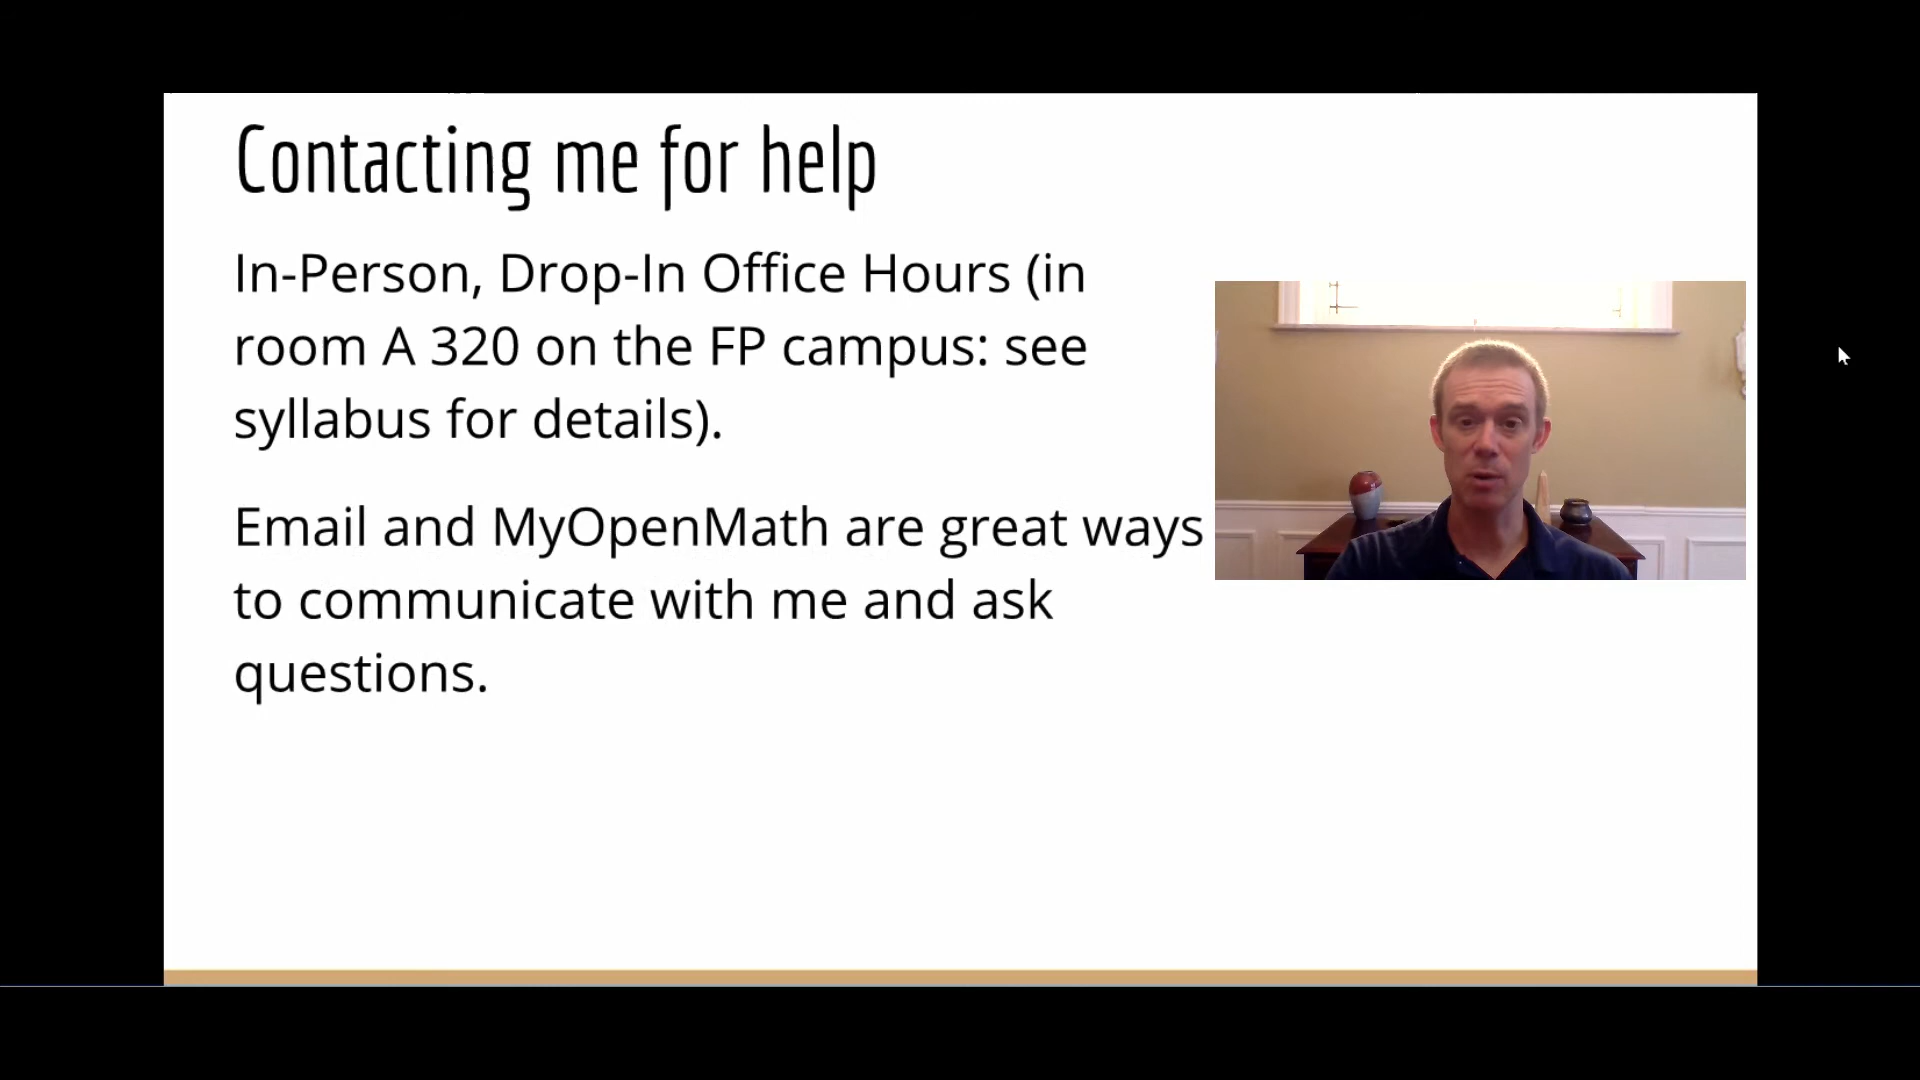 Contacting me for help
In-Person, Drop-In Office Hours (in
room A 320 on the FP campus: see
syllabus for details).
Email and MyOpenMath are great ways
to communicate with me and ask
questions.